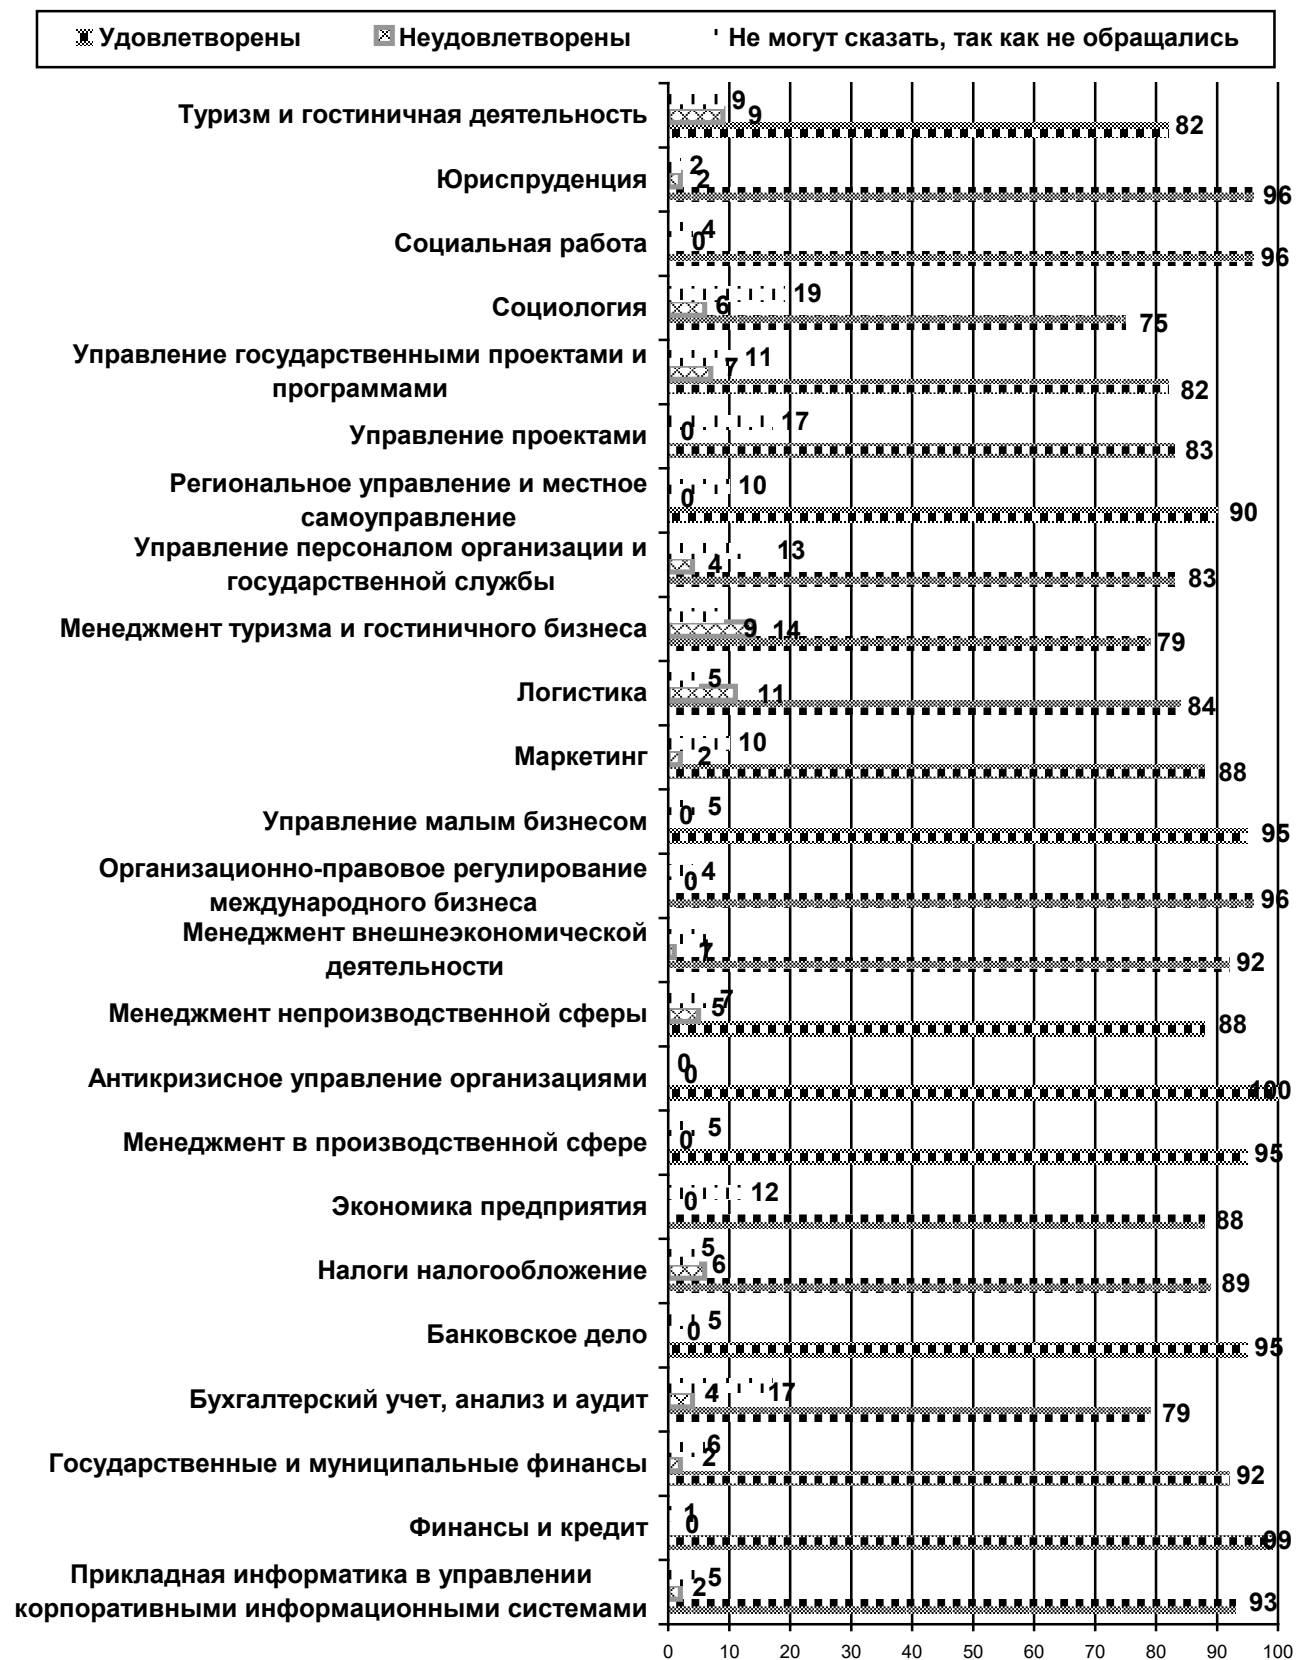 Удовлетворены Неудовлетворены Не могут сказать, так как не обращались
Туризм и гостиничная деятельность 9 9 82
Юриспруденция 2 2 96
Социальная работа 4 0 96
Социология 19 6 75
Управление государственными проектами и
программами 11 7 82
Управление проектами 17 0 83
Региональное управление и местное
самоуправление 10 0 90
Управление персоналом организации и
государственной службы 13 4 83
Менеджмент туризма и гостиничного бизнеса 9 14 79
Логистика 5 11 84
Маркетинг 10 2 88
Управление малым бизнесом 5 0 95
Организационно-правовое регулирование
международного бизнеса 4 0 96
Менеджмент внешнеэкономической
деятельности 7 92
Менеджмент непроизводственной сферы 7 5 88
Антикризисное управление организациями 0 0 100
Менеджмент в производственной сфере 5 0 95
Экономика предприятия 12 0 88
Налоги налогообложение 5 6 89
Банковское дело 5 0 95
Бухгалтерский учет, анализ и аудит 17 4 79
Государственные и муниципальные финансы 6 2 92
Финансы и кредит 1 0 99
Прикладная информатика в управлении
корпоративными информационными системами 5 2 93
0 10 20 30 40 50 60 70 80 90 100